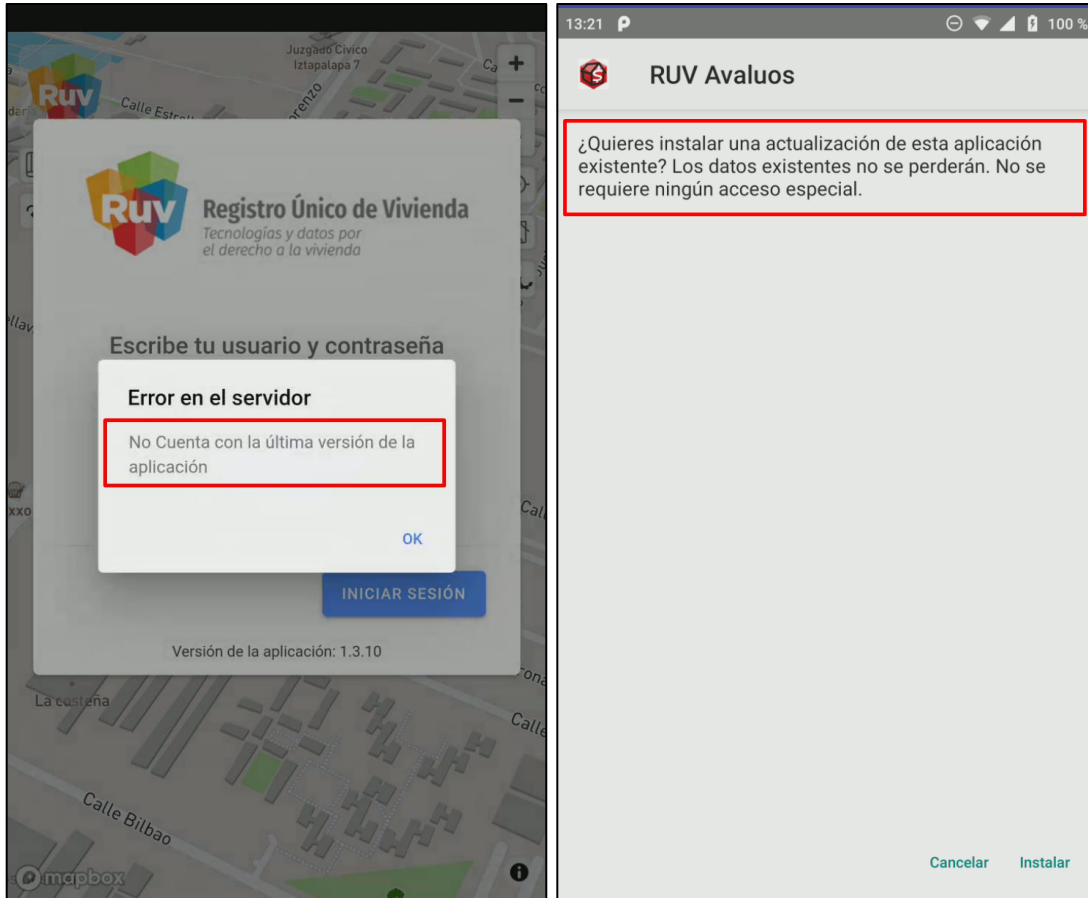 Juzgado Cívico
Iztapalapa 7
Ruv
Calle
+
−
Ruv
Registro Único de Vivienda
Tecnologías y datos por
el derecho a la vivienda
Escribe tu usuario y contraseña
Error en el servidor
No Cuenta con la última versión de la
aplicación
OK
INICIAR SESIÓN
Versión de la aplicación: 1.3.10
La costeña
Calle
Calle Bilbao
mapbox
13:21
100 %
RUV Avaluos
¿Quieres instalar una actualización de esta aplicación
existente? Los datos existentes no se perderán. No se
requiere ningún acceso especial.
Cancelar Instalar